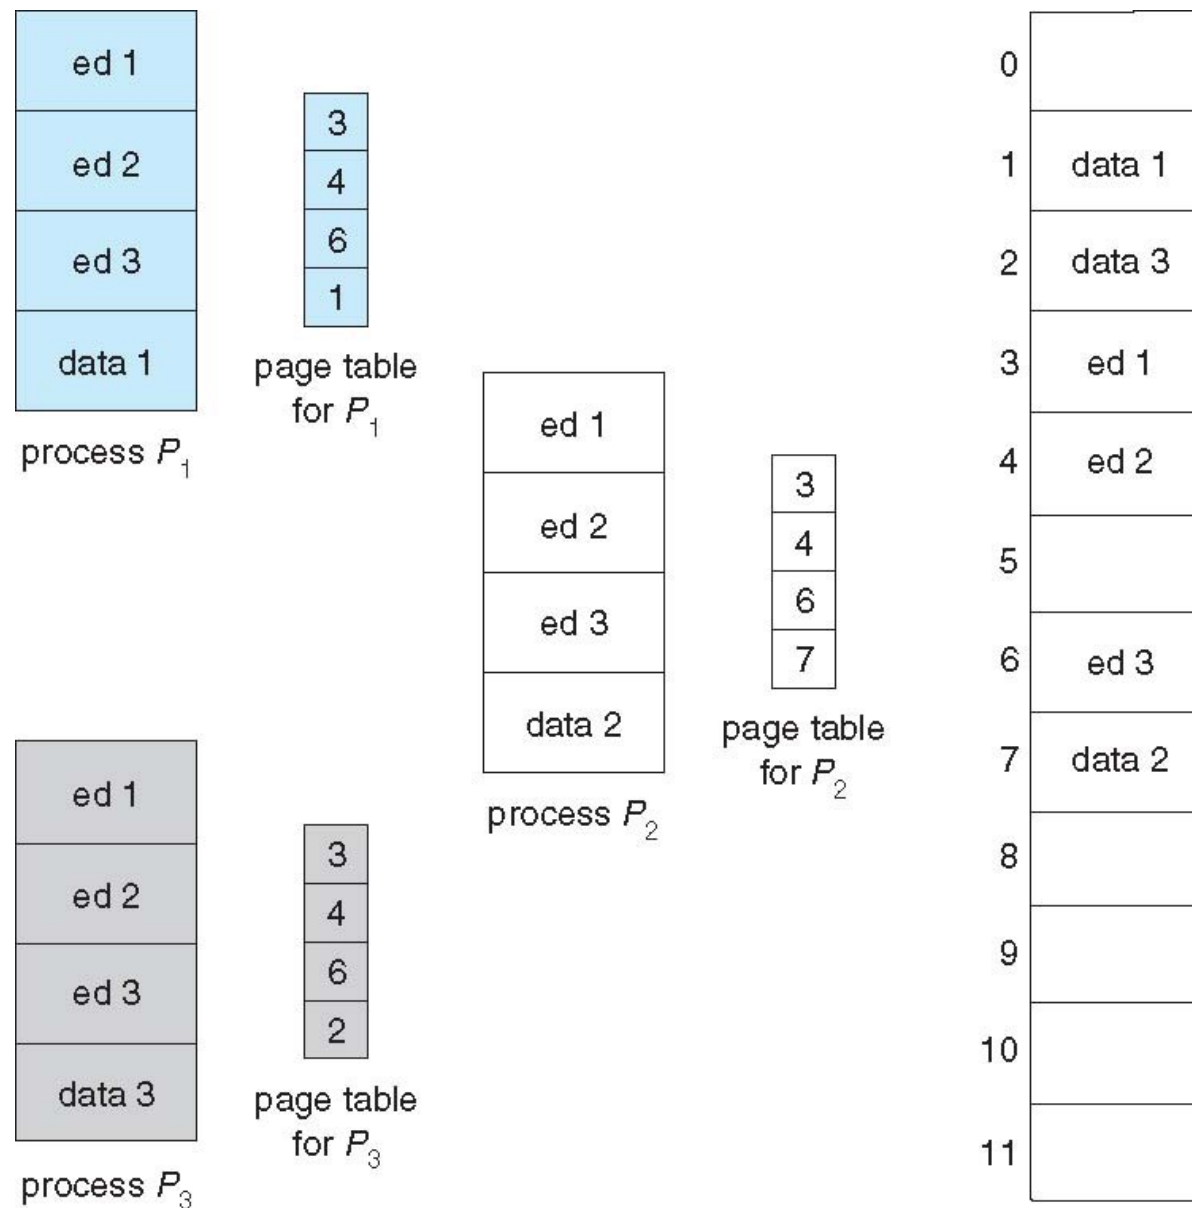 ed 1
ed 2
ed 3
data 1
process P1
3
4
6
1
page table
for P1
ed 1
ed 2
ed 3
data 2
process P2
3
4
6
7
page table
for P2
ed 1
ed 2
ed 3
data 3
process P3
3
4
6
2
page table
for P3
0
1 data 1
2 data 3
3 ed 1
4 ed 2
5
6 ed 3
7 data 2
8
9
10
11